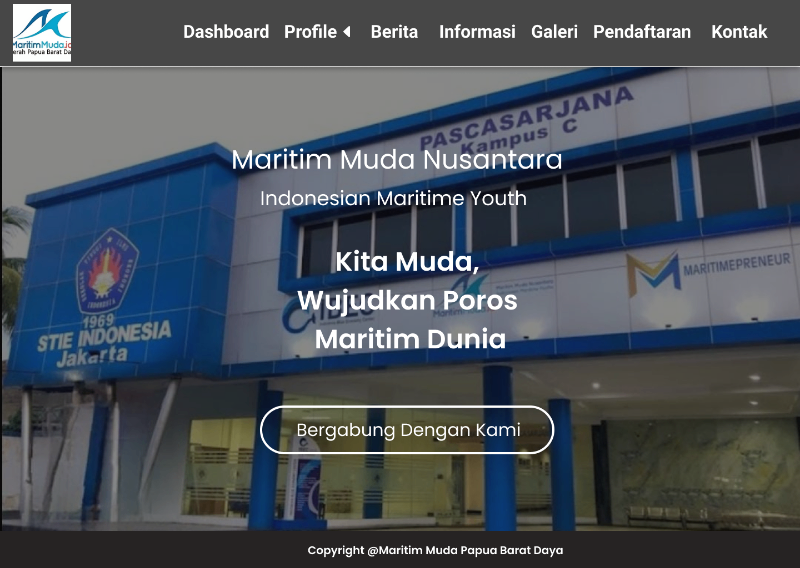 MaritimMuda.id
erah Papua Barat Da
Dashboard Profile Berita Informasi Galeri Pendaftaran Kontak
PASCASARJANA
Kampus C
Maritim Muda Nusantara
Indonesian Maritime Youth
Kita Muda,
Wujudkan Poros
Maritim Dunia
MARITIMEPRENEUR
1969
STIE INDONESIA
Jakarta
Bergabung Dengan Kami
Copyright @Maritim Muda Papua Barat Daya